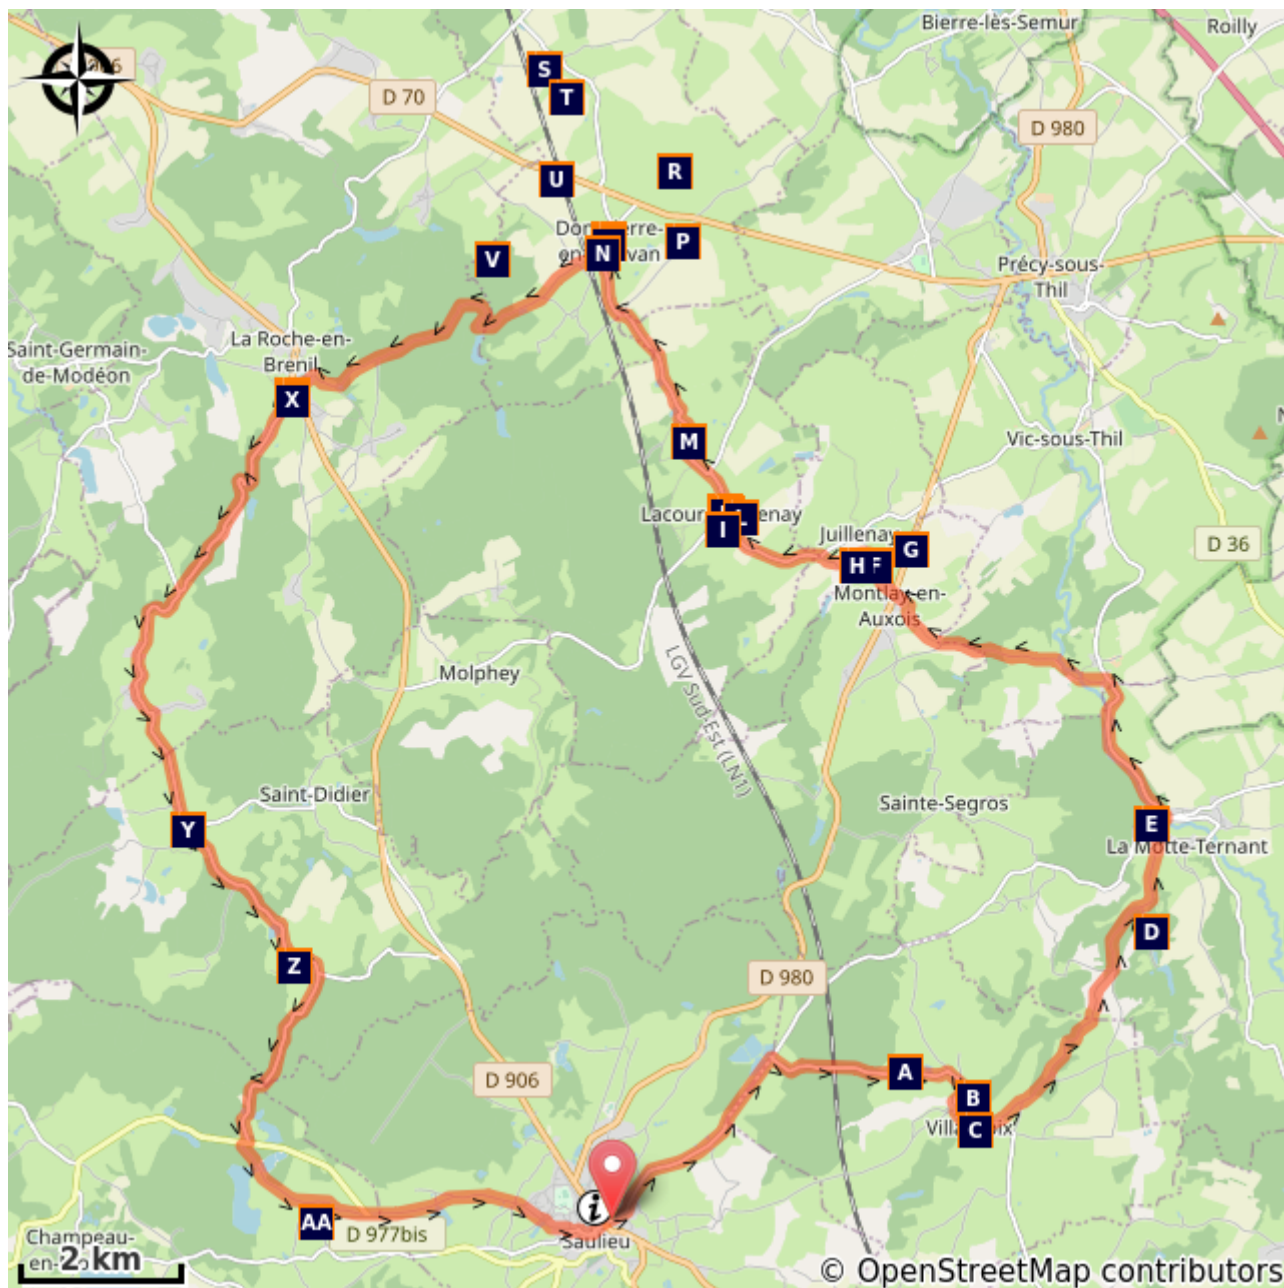 Bierre-lès-Semur
Roilly
S
T
D 70
D 980
U
R
P
N
V
Précy-sous-
Thil
La Roche-en-
Brenil
Saint-Germain-
de-Modéon
X
M
Vic-sous-Thil
I
L
Juillenay
G
H
F
D 36
Montlay-en-
Auxois
LGV Sud-Est (LN1)
Molphey
Saint-Didier
Sainte-Segros
Y
E
La Motte-Ternant
D
Z
D 980
D 906
A
B
C
AA
D 977bis
i
Saulieu
Champeau-
2 km
© OpenStreetMap contributors